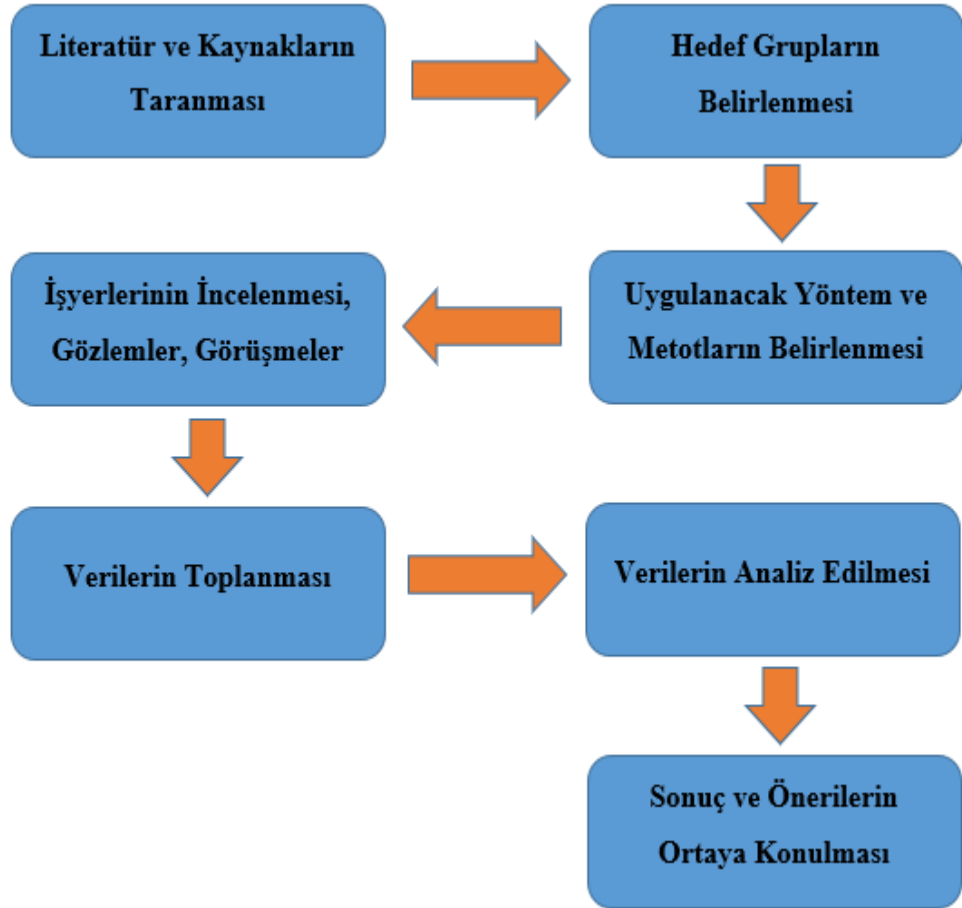 Literatür ve Kaynakların
Taranması
Hedef Grupların
Belirlenmesi
Uygulanacak Yöntem ve
Metotların Belirlenmesi
İşyerlerinin İncelenmesi,
Gözlemler, Görüşmeler
Verilerin Toplanması
Verilerin Analiz Edilmesi
Sonuç ve Önerilerin
Ortaya Konulması